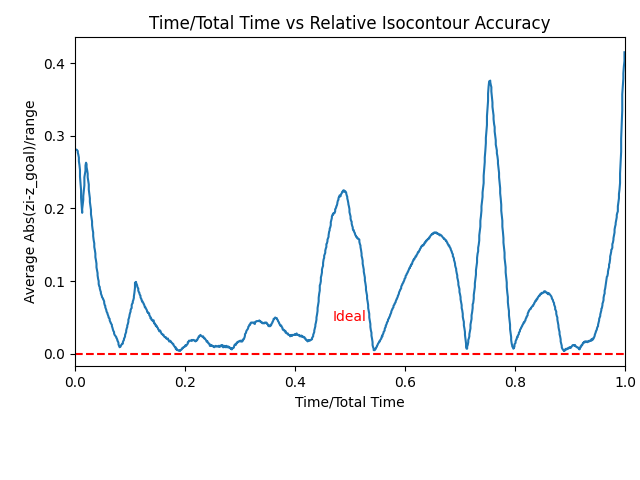 Time/Total Time vs Relative Isocontour Accuracy
Average Abs(zi-z_goal)/range
0.4
0.3
0.2
0.1
0.0
Ideal
0.0 0.2 0.4 0.6 0.8 1.0
Time/Total Time